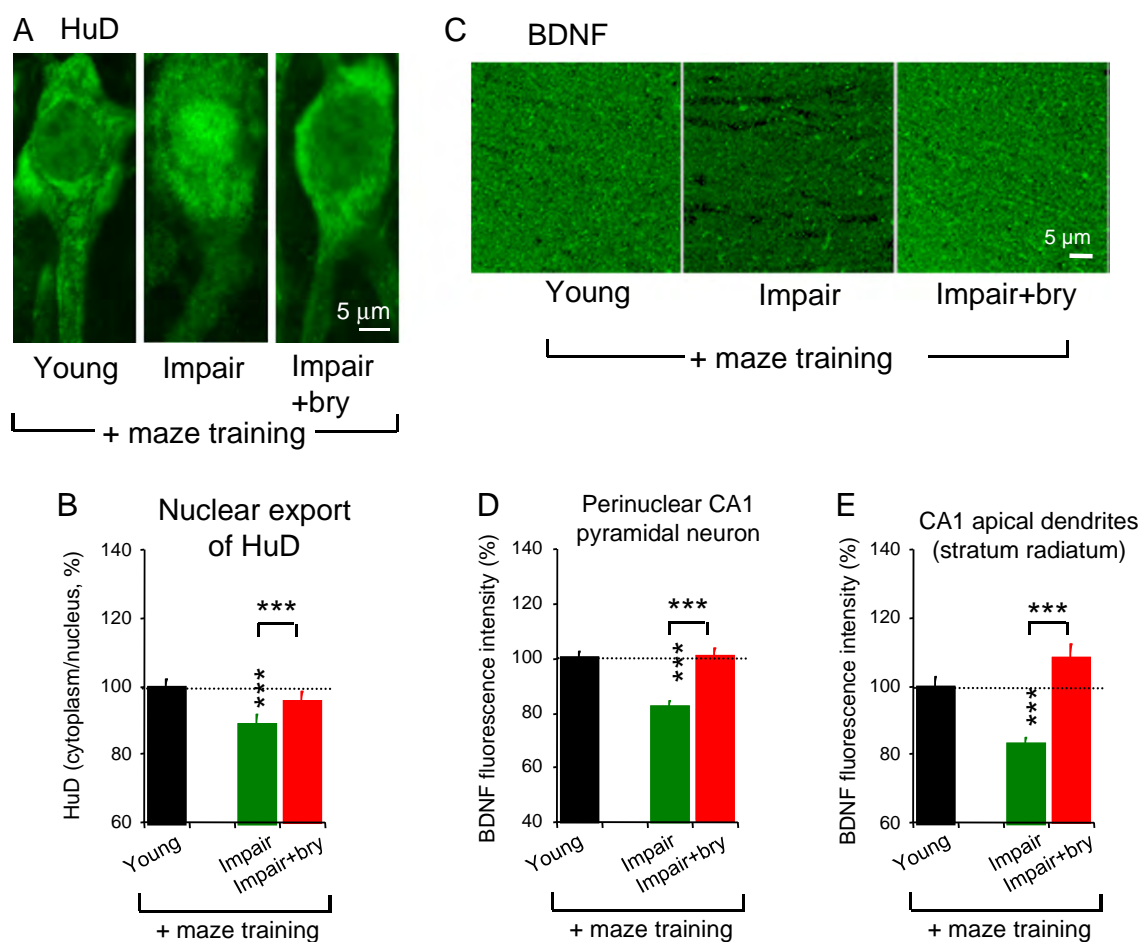 A HuD
Young Impair Impair
+bry
5 μm
+ maze training
C BDNF
5 μm
Young Impair Impair+bry
+ maze training
B Nuclear export
of HuD
HuD (cytoplasm/nucleus, %)
140
120
100
80
60
***
***
Young Impair Impair+bry
+ maze training
D Perinuclear CA1
pyramidal neuron
BDNF fluorescence intensity (%)
140
120
100
80
60
40
***
***
Young Impair Impair+bry
+ maze training
E CA1 apical dendrites
(stratum radiatum)
BDNF fluorescence intensity (%)
140
120
100
80
60
***
***
Young Impair Impair+bry
+ maze training